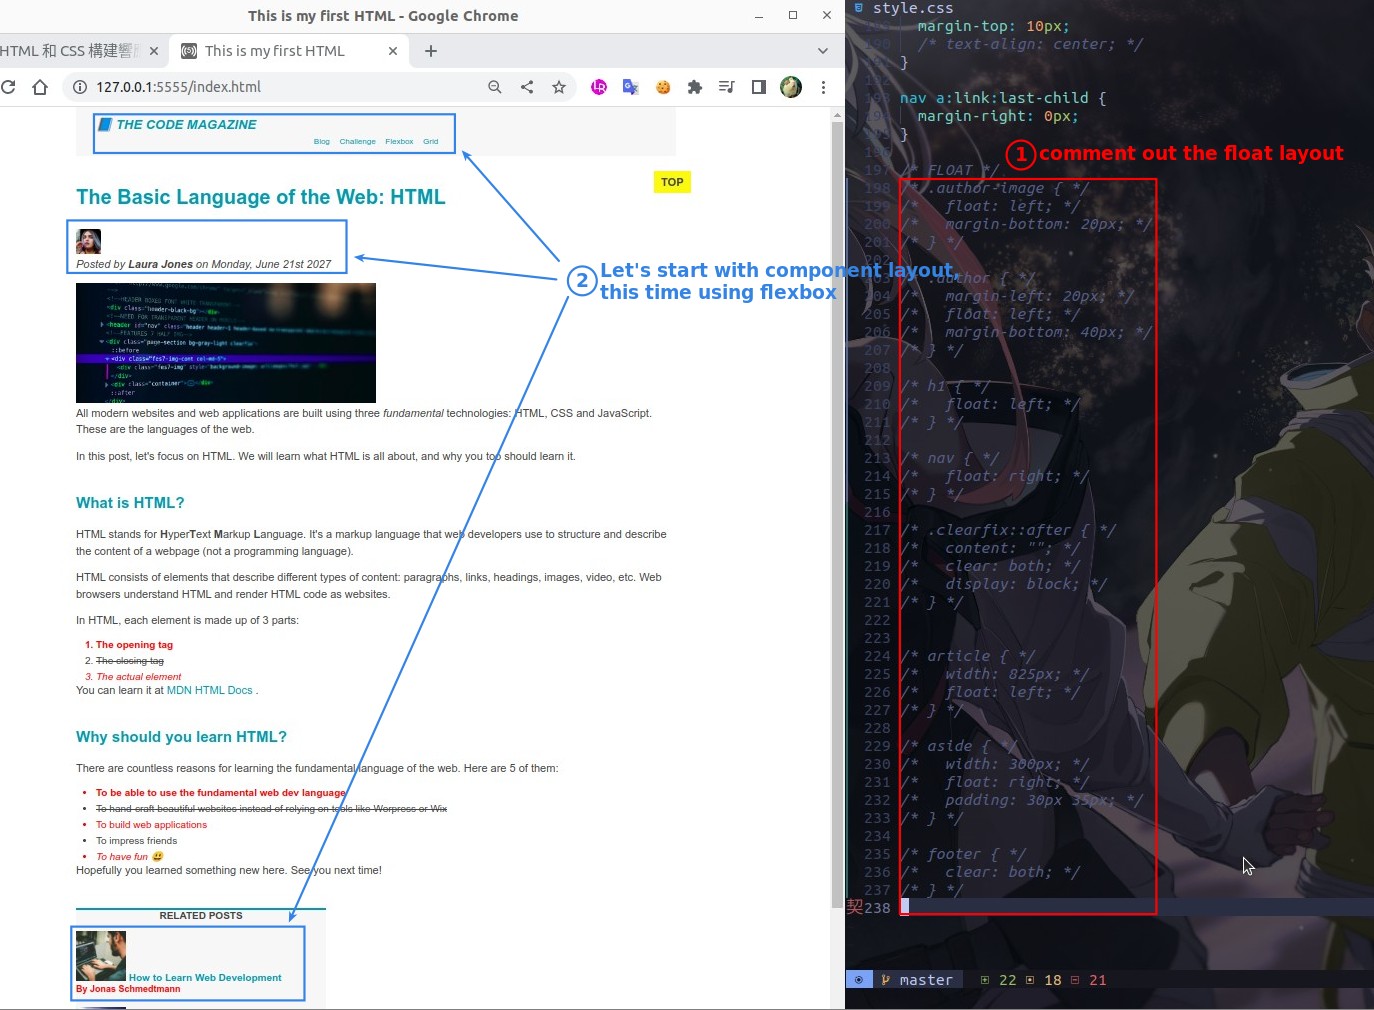 This is my first HTML - Google Chrome
HTML 和 CSS 構建響
This is my first HTML
127.0.0.1:5555/index.html
THE CODE MAGAZINE
Blog Challenge Flexbox Grid
TOP
The Basic Language of the Web: HTML
Posted by Laura Jones on Monday, June 21st 2027
2 Let's start with component layout,
this time using flexbox
All modern websites and web applications are built using three fundamental technologies: HTML, CSS and JavaScript.
These are the languages of the web.
In this post, let's focus on HTML. We will learn what HTML is all about, and why you too should learn it.
What is HTML?
HTML stands for HyperText Markup Language. It's a markup language that web developers use to structure and describe
the content of a webpage (not a programming language).
HTML consists of elements that describe different types of content: paragraphs, links, headings, images, video, etc. Web
browsers understand HTML and render HTML code as websites.
In HTML, each element is made up of 3 parts:
1. The opening tag
2. The closing tag
3. The actual element
You can learn it at MDN HTML Docs .
Why should you learn HTML?
There are countless reasons for learning the fundamental language of the web. Here are 5 of them:
• To be able to use the fundamental web dev language
• To hand-craft beautiful websites instead of relying on tools like Worpress or Wix
• To build web applications
• To impress friends
• To have fun 😃
Hopefully you learned something new here. See you next time!
RELATED POSTS
How to Learn Web Development
By Jonas Schmedtmann
style.css
margin-top: 10px;
/* text-align: center; */
}
nav a:link:last-child {
margin-right: 0px;
}
1 comment out the float layout
197 /* FLOAT */
198 /* .author-image { */
199 /* float: left; */
200 /* margin-bottom: 20px; */
201 /* } */
.author { */
204 /* margin-left: 20px; */
205 /* float: left; */
206 /* margin-bottom: 40px; */
207 /* } */
208
209 /* h1 { */
210 /* float: left; */
211 /* } */
212
213 /* nav { */
214 /* float: right; */
215 /* } */
216
217 /* .clearfix::after { */
218 /* content: ""; */
219 /* clear: both; */
220 /* display: block; */
221 /* } */
222
223
224 /* article { */
225 /* width: 825px; */
226 /* float: left; */
227 /* } */
228
229 /* aside { */
230 /* width: 300px; */
231 /* float: right; */
232 /* padding: 30px 35px; */
233 /* } */
234
235 /* footer { */
236 /* clear: both; */
237 /* } */
契238
master 22 18 21